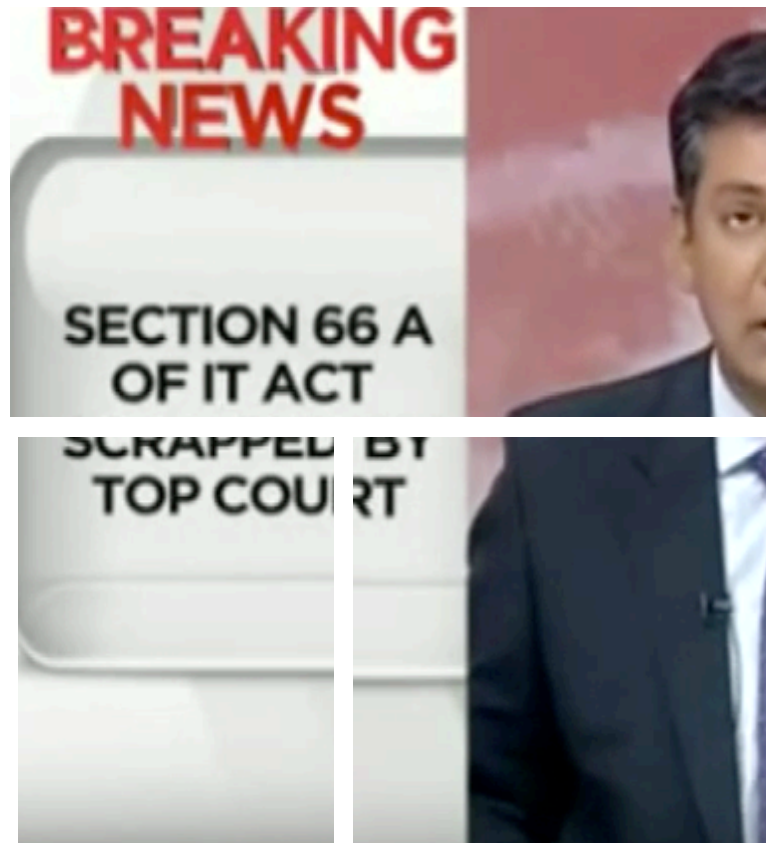 BREAKING
NEWS
SECTION 66 A
OF IT ACT
SCRAPPED BY
TOP COURT